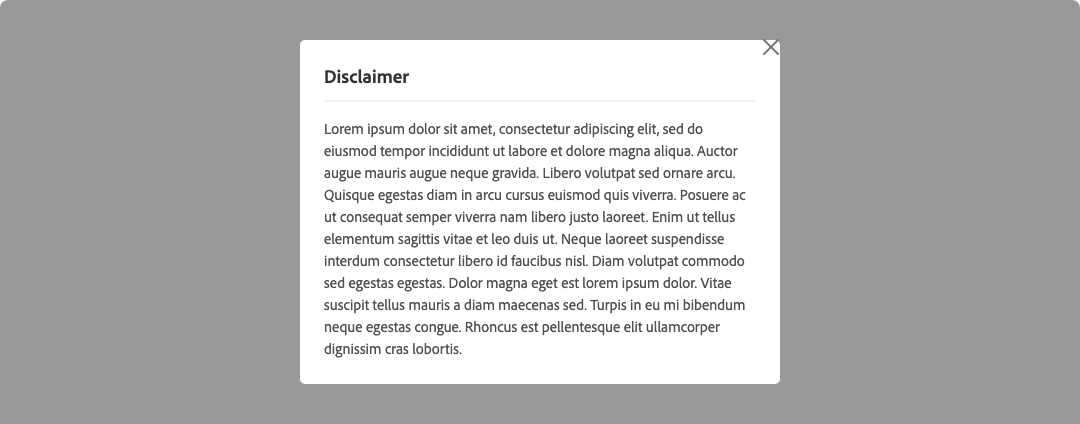 Disclaimer
Lorem ipsum dolor sit amet, consectetur adipiscing elit, sed do
eiusmod tempor incididunt ut labore et dolore magna aliqua. Auctor
augue mauris augue neque gravida. Libero volutpat sed ornare arcu.
Quisque egestas diam in arcu cursus euismod quis viverra. Posuere ac
ut consequat semper viverra nam libero justo laoreet. Enim ut tellus
elementum sagittis vitae et leo duis ut. Neque laoreet suspendisse
interdum consectetur libero id faucibus nisl. Diam volutpat commodo
sed egestas egestas. Dolor magna eget est lorem ipsum dolor. Vitae
suscipit tellus mauris a diam maecenas sed. Turpis in eu mi bibendum
neque egestas congue. Rhoncus est pellentesque elit ullamcorper
dignissim cras lobortis.